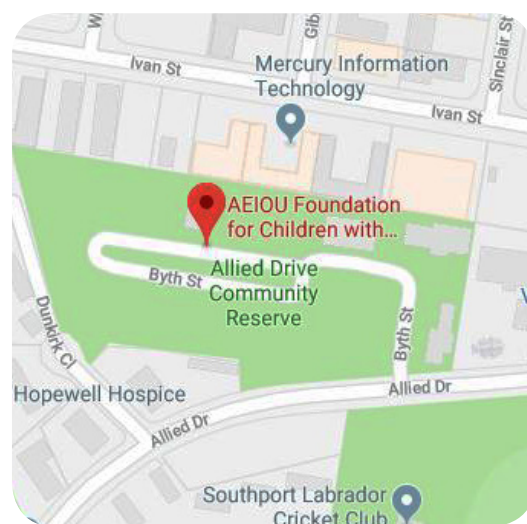 Ivan St
Gib
Sinclair St
Mercury Information
Technology
Ivan St
AEIOU Foundation
for Children with...
Allied Drive
Community
Reserve
Byth St
Byth St
Dunkirk Cl
Hopewell Hospice
Allied Dr
Allied Dr
Southport Labrador
Cricket Club